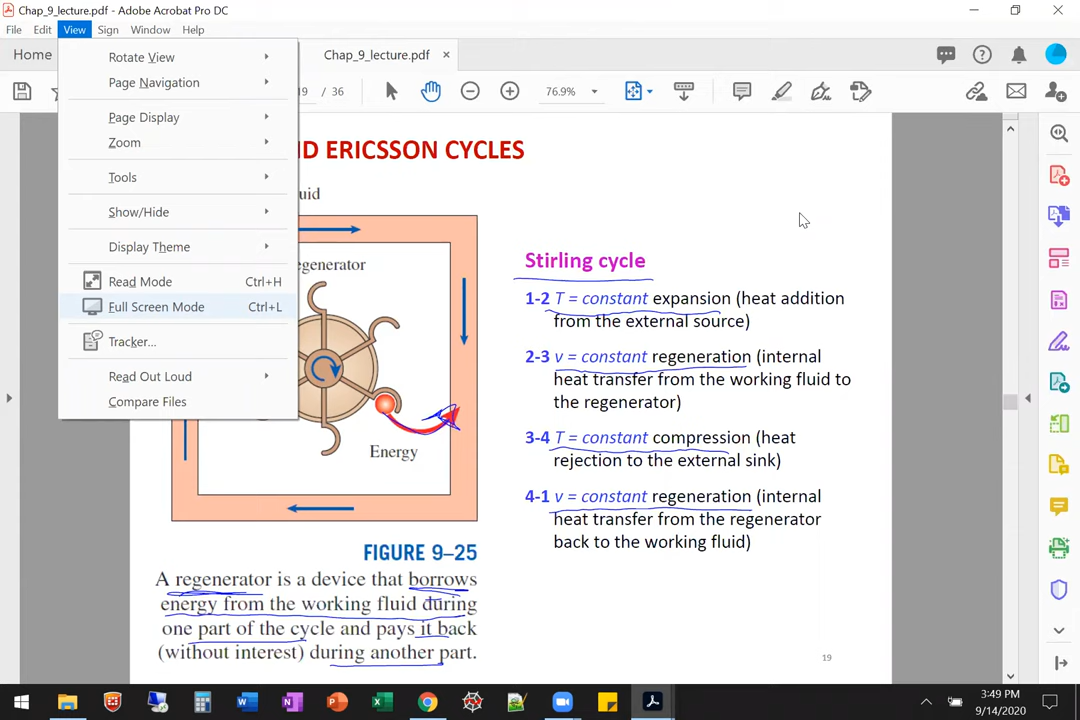 Chap_9_lecture.pdf - Adobe Acrobat Pro DC
File Edit View Sign Window Help
Home
Chap_9_lecture.pdf ×
Rotate View
Page Navigation
Page Display
Zoom
Tools
Show/Hide
Display Theme
Read Mode Ctrl+H
Full Screen Mode Ctrl+L
Tracker...
Read Out Loud
Compare Files
19 / 36
76.9%
ND ERICSSON CYCLES
uid
egenerator
Energy
FIGURE 9–25
A regenerator is a device that borrows
energy from the working fluid during
one part of the cycle and pays it back
(without interest) during another part.
Stirling cycle
1-2 T = constant expansion (heat addition
from the external source)
2-3 v = constant regeneration (internal
heat transfer from the working fluid to
the regenerator)
3-4 T = constant compression (heat
rejection to the external sink)
4-1 v = constant regeneration (internal
heat transfer from the regenerator
back to the working fluid)
19
3:49 PM
9/14/2020